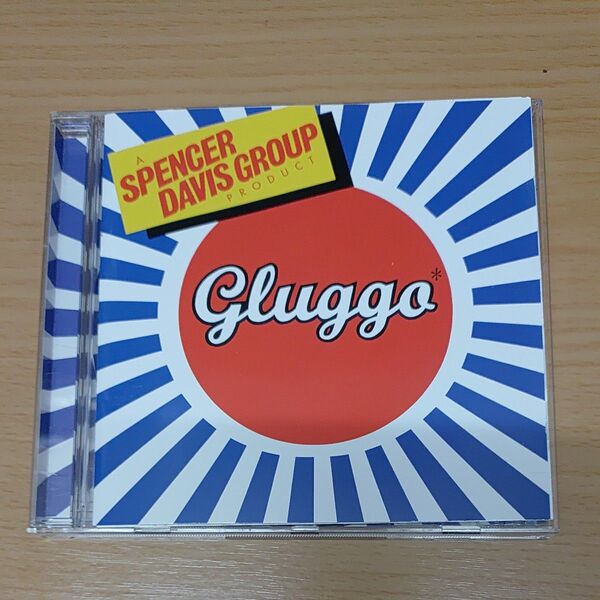 A
SPENCER
DAVIS GROUP
PRODUCT
Gluggo*